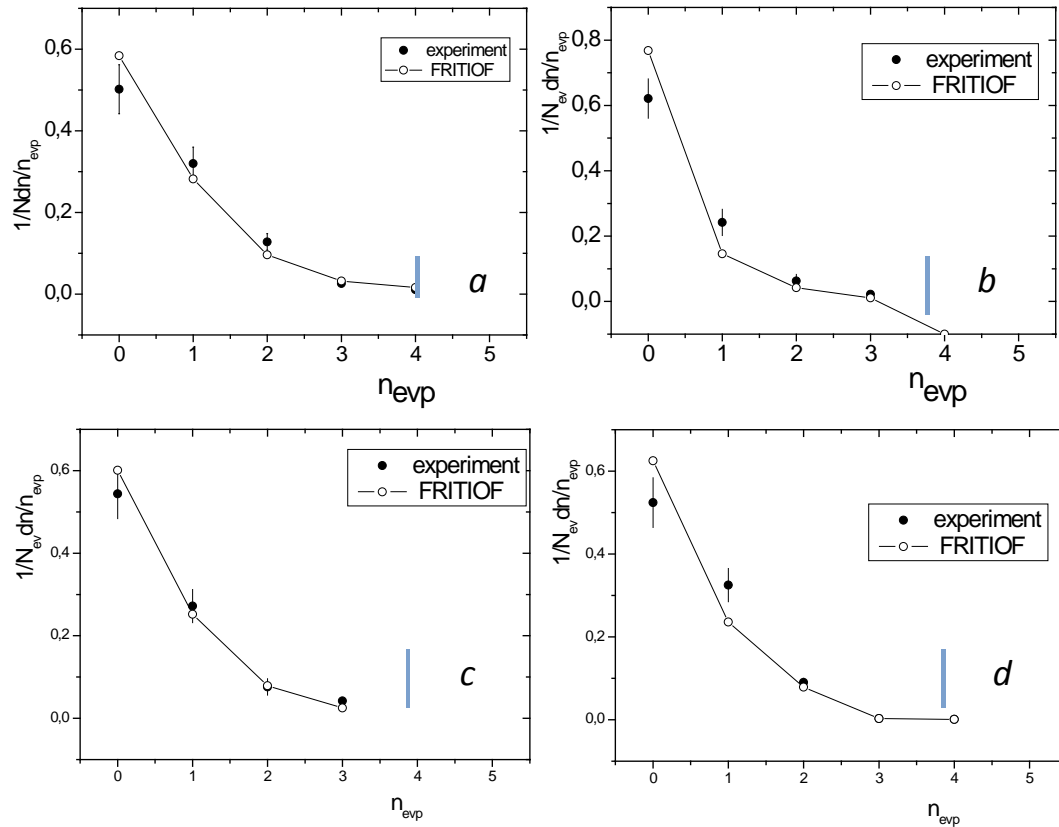 1/Ndn/n_evp
0,6
0,4
0,2
0,0
experiment
FRITIOF
a
0 1 2 3 4 5
n_evp
1/N_ev dn/n_evp
0,8
0,6
0,4
0,2
0,0
experiment
FRITIOF
b
0 1 2 3 4 5
n_evp
1/N_ev dn/n_evp
0,6
0,4
0,2
0,0
experiment
FRITIOF
c
0 1 2 3 4 5
n_evp
1/N_ev dn/n_evp
0,6
0,4
0,2
0,0
experiment
FRITIOF
d
0 1 2 3 4 5
n_evp